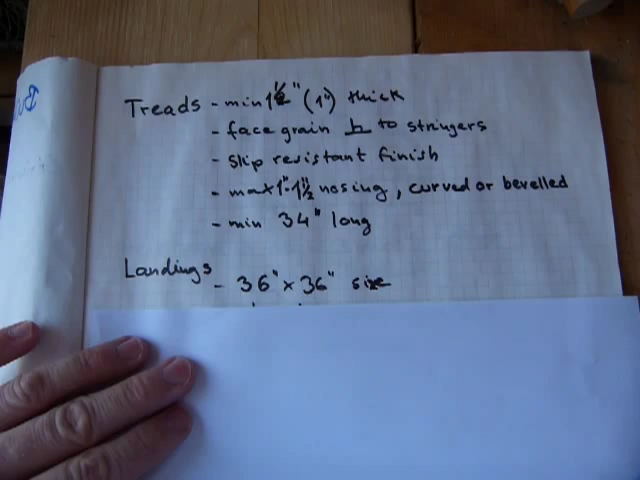 Treads - min 1½" (1") thick
- face grain ⊥ to stringers
- slip resistant finish
- max 1"-1½" nosing, curved or bevelled
- min 34" long
Landings - 36" x 36" size